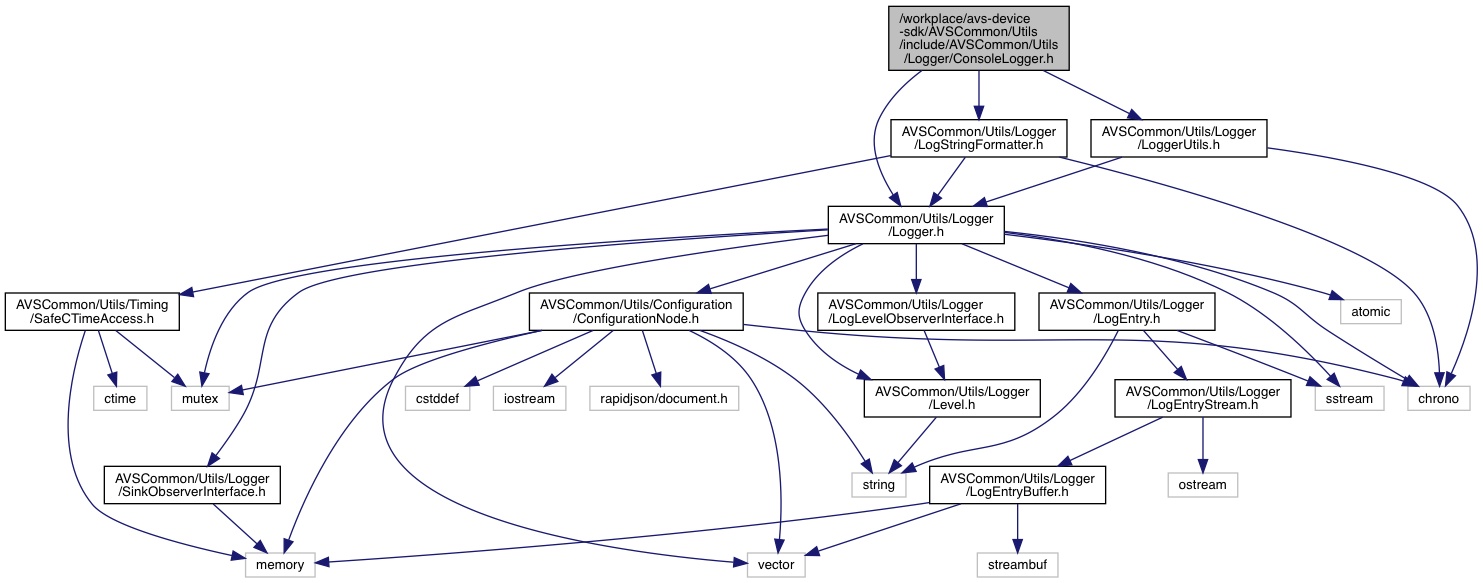 /workplace/avs-device
-sdk/AVSCommon/Utils
/include/AVSCommon/Utils
/Logger/ConsoleLogger.h
AVSCommon/Utils/Logger
/LogStringFormatter.h
AVSCommon/Utils/Logger
/LoggerUtils.h
AVSCommon/Utils/Logger
/Logger.h
AVSCommon/Utils/Timing
/SafeCTimeAccess.h
AVSCommon/Utils/Configuration
/ConfigurationNode.h
AVSCommon/Utils/Logger
/LogLevelObserverInterface.h
AVSCommon/Utils/Logger
/LogEntry.h
atomic
ctime
mutex
cstddef
iostream
rapidjson/document.h
AVSCommon/Utils/Logger
/Level.h
AVSCommon/Utils/Logger
/LogEntryStream.h
sstream
chrono
AVSCommon/Utils/Logger
/SinkObserverInterface.h
string
AVSCommon/Utils/Logger
/LogEntryBuffer.h
ostream
memory
vector
streambuf